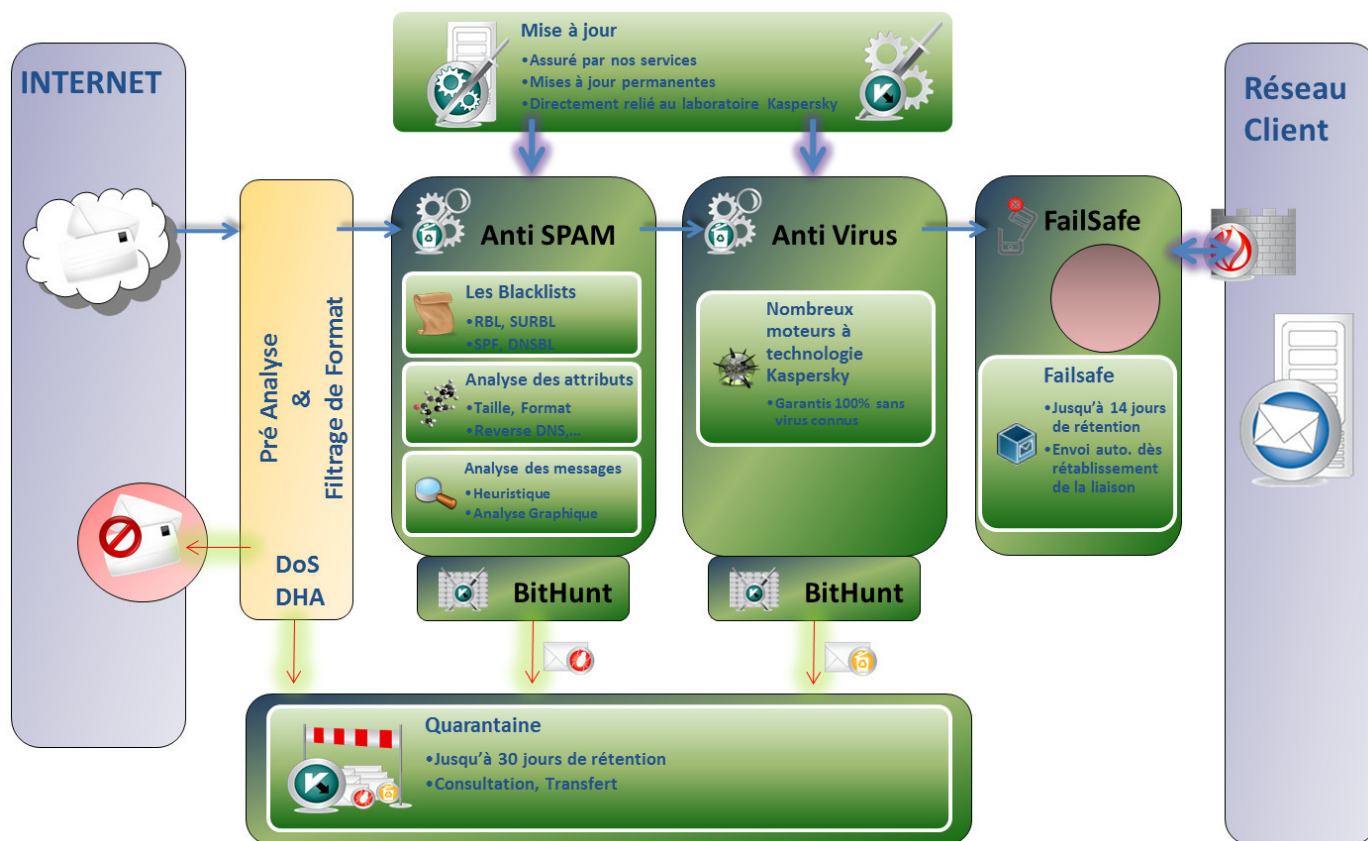 Mise à jour
•Assuré par nos services
•Mises à jour permanentes
•Directement relié au laboratoire Kaspersky
INTERNET
Réseau
Client
Pré Analyse
&
Filtrage de Format
DoS
DHA
Anti SPAM
Les Blacklists
•RBL, SURBL
•SPF, DNSBL
Analyse des attributs
•Taille, Format
•Reverse DNS,...
Analyse des messages
•Heuristique
•Analyse Graphique
BitHunt
Anti Virus
Nombreux
moteurs à
technologie
Kaspersky
•Garantis 100% sans
virus connus
BitHunt
FailSafe
Failsafe
•Jusqu'à 14 jours
de rétention
•Envoi auto. dès
rétablissement
de la liaison
Quarantaine
•Jusqu'à 30 jours de rétention
•Consultation, Transfert